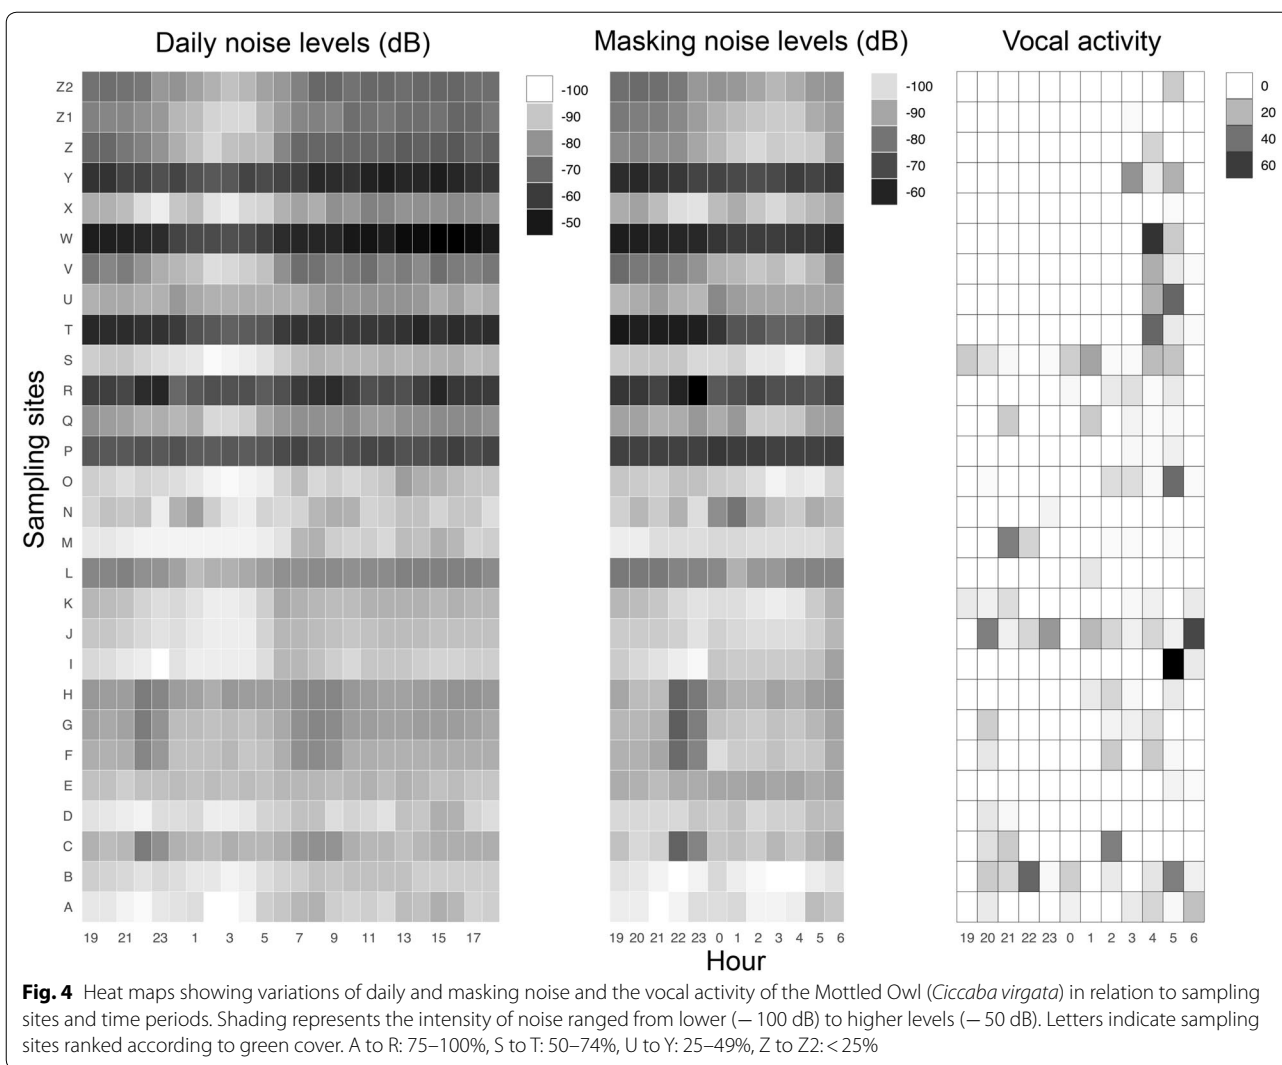 Daily noise levels (dB)
Masking noise levels (dB)
Vocal activity
Sampling sites
Z2
Z1
Z
Y
X
W
V
U
T
S
R
Q
P
O
N
M
L
K
J
I
H
G
F
E
D
C
B
A
19 21 23 1 3 5 7 9 11 13 15 17
-100
-90
-80
-70
-60
-50
19 20 21 22 23 0 1 2 3 4 5 6
-100
-90
-80
-70
-60
19 20 21 22 23 0 1 2 3 4 5 6
0
20
40
60
Hour
Fig. 4 Heat maps showing variations of daily and masking noise and the vocal activity of the Mottled Owl (Ciccaba virgata) in relation to sampling
sites and time periods. Shading represents the intensity of noise ranged from lower (− 100 dB) to higher levels (− 50 dB). Letters indicate sampling
sites ranked according to green cover. A to R: 75–100%, S to T: 50–74%, U to Y: 25–49%, Z to Z2: < 25%